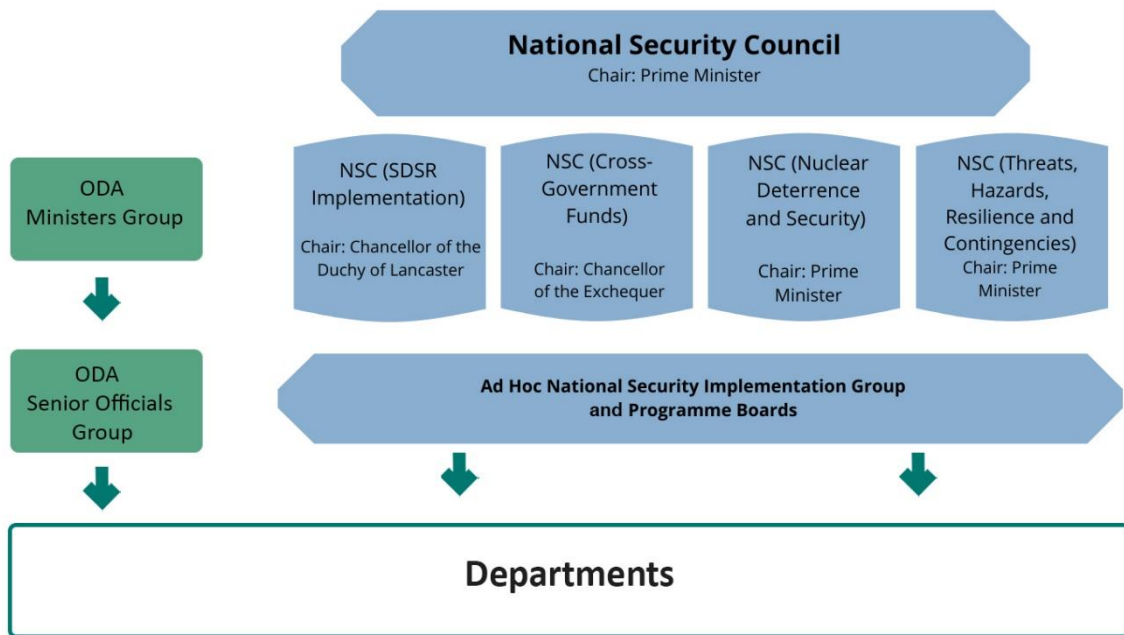 National Security Council
Chair: Prime Minister
ODA
Ministers Group
NSC (SDSR
Implementation)
Chair: Chancellor of the
Duchy of Lancaster
NSC (Cross-
Government
Funds)
Chair: Chancellor
of the Exchequer
NSC (Nuclear
Deterrence
and Security)
Chair: Prime
Minister
NSC (Threats,
Hazards,
Resilience and
Contingencies)
Chair: Prime
Minister
ODA
Senior Officials
Group
Ad Hoc National Security Implementation Group
and Programme Boards
Departments